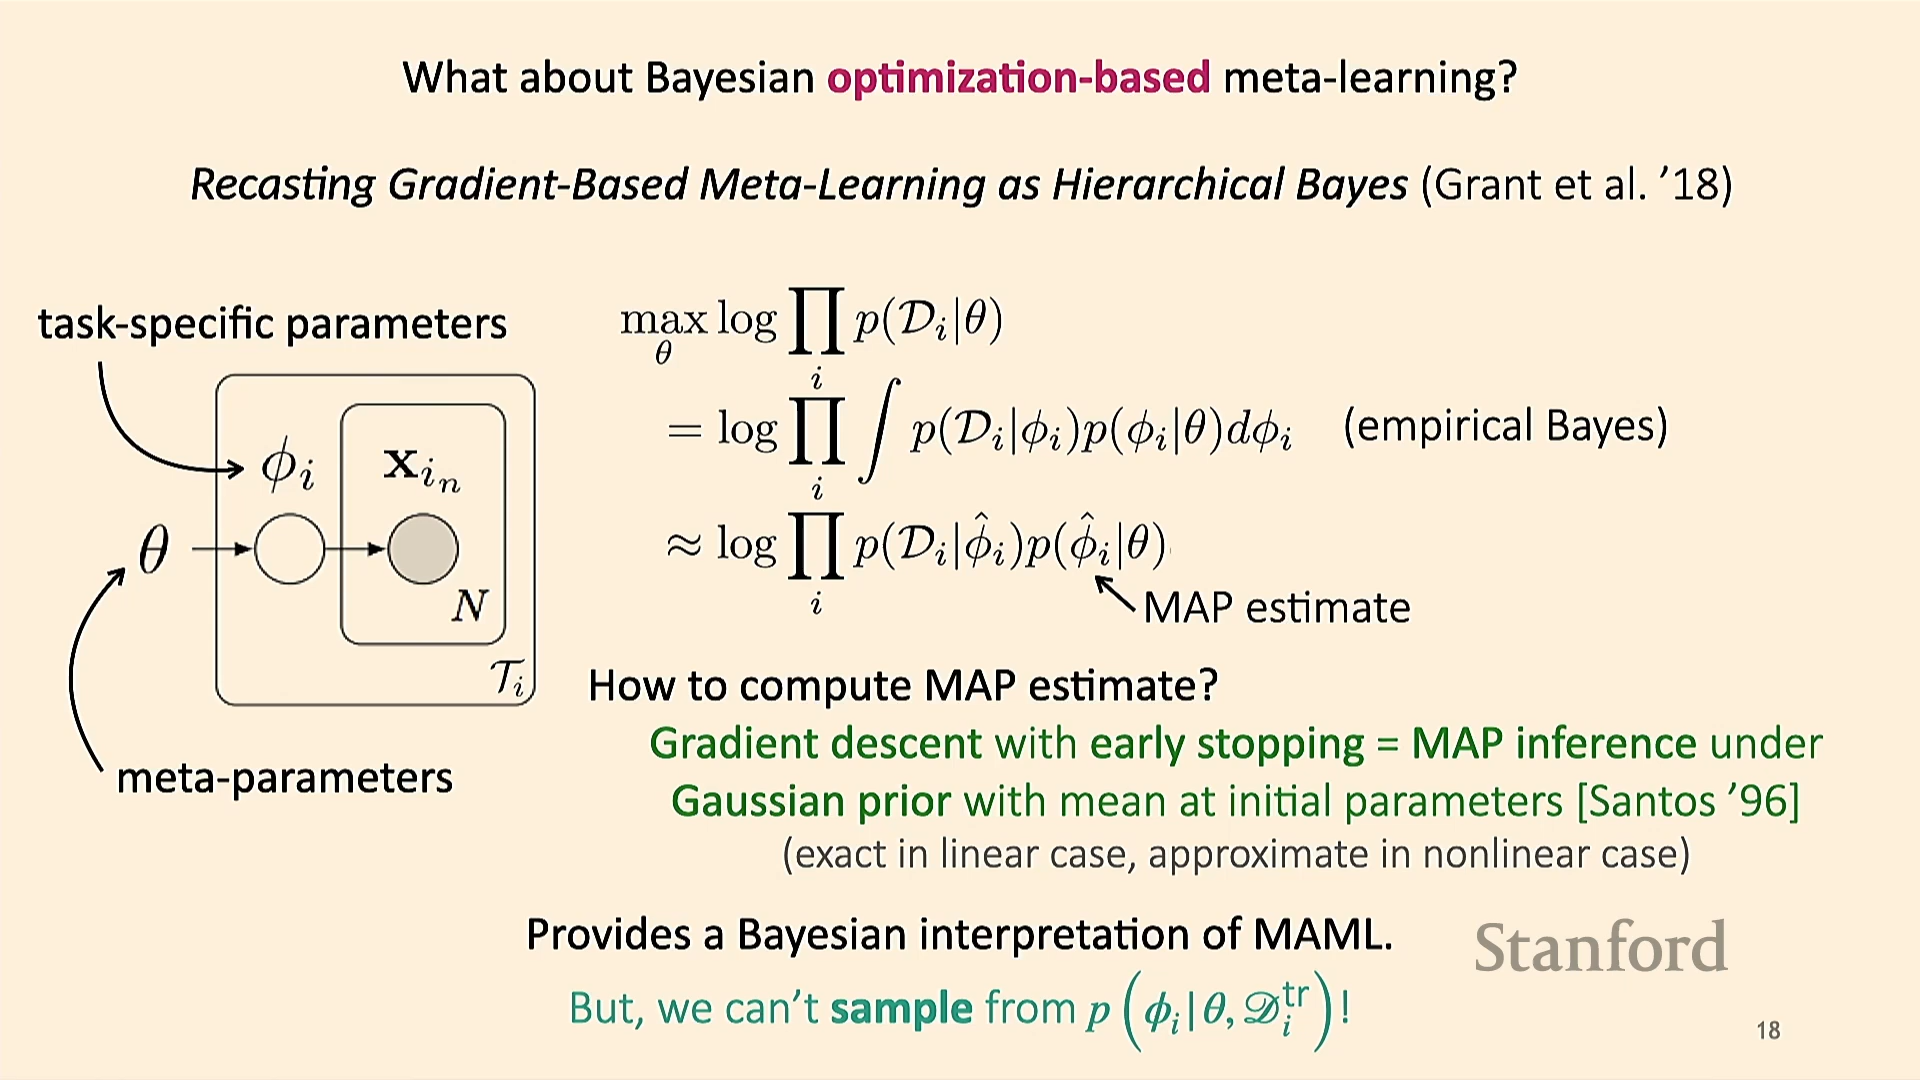 What about Bayesian optimization-based meta-learning?
Recasting Gradient-Based Meta-Learning as Hierarchical Bayes (Grant et al. ’18)
task-specific parameters
ϕ_i
x_{i_n}
θ
N
𝒯_i
meta-parameters
max_θ log ∏_i p(𝒟_i|θ)
= log ∏_i ∫ p(𝒟_i|ϕ_i)p(ϕ_i|θ)dϕ_i (empirical Bayes)
≈ log ∏_i p(𝒟_i|ϕ̂_i)p(ϕ̂_i|θ)
MAP estimate
How to compute MAP estimate?
Gradient descent with early stopping = MAP inference under
Gaussian prior with mean at initial parameters [Santos ’96]
(exact in linear case, approximate in nonlinear case)
Provides a Bayesian interpretation of MAML.
But, we can’t sample from p(ϕ_i|θ, 𝒟_i^tr)!
Stanford
18